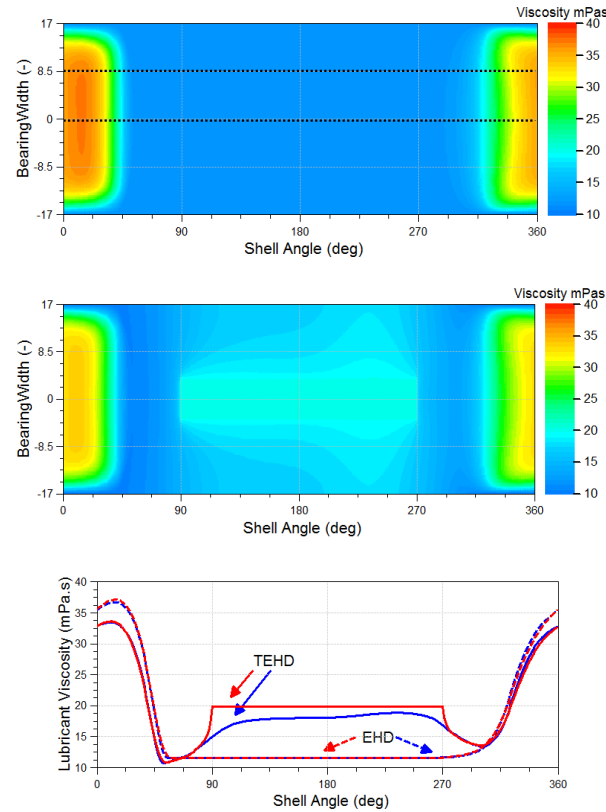 Viscosity mPas
17
8.5
0
-8.5
-17
BearingWidth (-)
0 90 180 270 360
Shell Angle (deg)
40
35
30
25
20
15
10
Viscosity mPas
17
8.5
0
-8.5
-17
BearingWidth (-)
0 90 180 270 360
Shell Angle (deg)
40
35
30
25
20
15
10
Lubricant Viscosity (mPa.s)
40
35
30
25
20
15
10
TEHD
EHD
0 90 180 270 360
Shell Angle (deg)